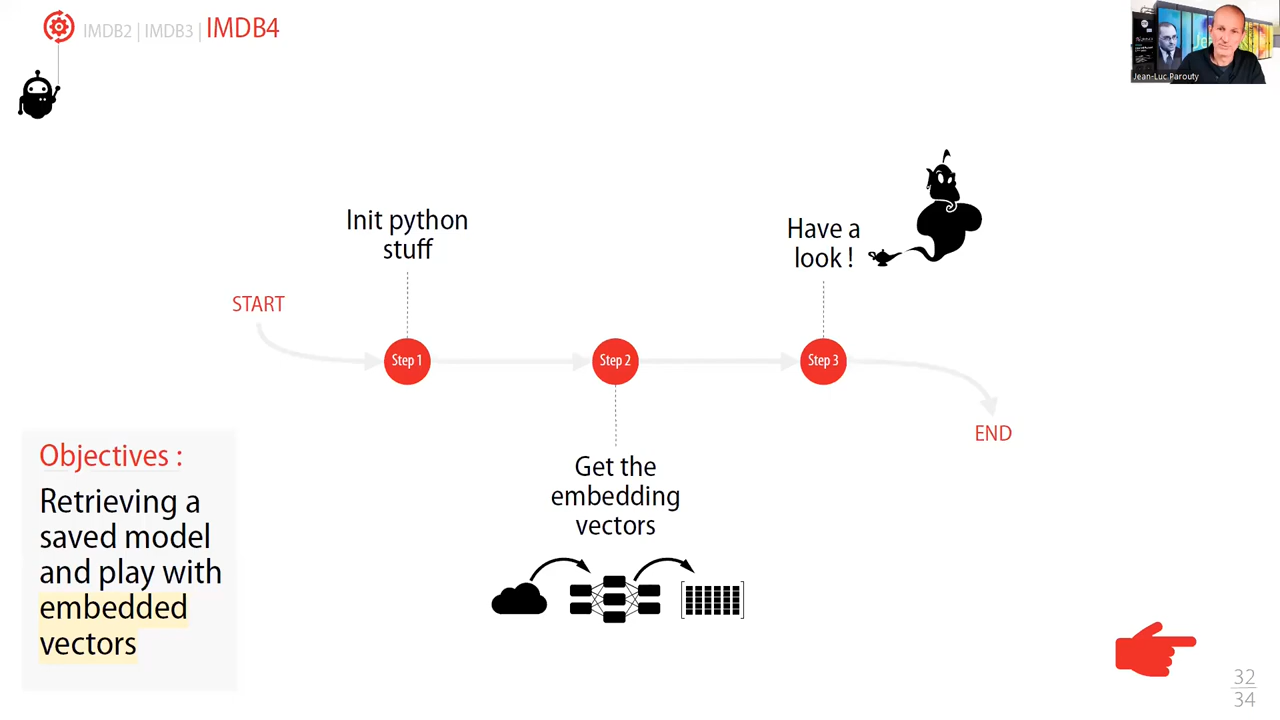 IMDB2 | IMDB3 | IMDB4
Jean-Luc Parouty
Init python
stuff
Have a
look !
START
Step 1
Step 2
Step 3
END
Get the
embedding
vectors
Objectives :
Retrieving a
saved model
and play with
embedded
vectors
32
34